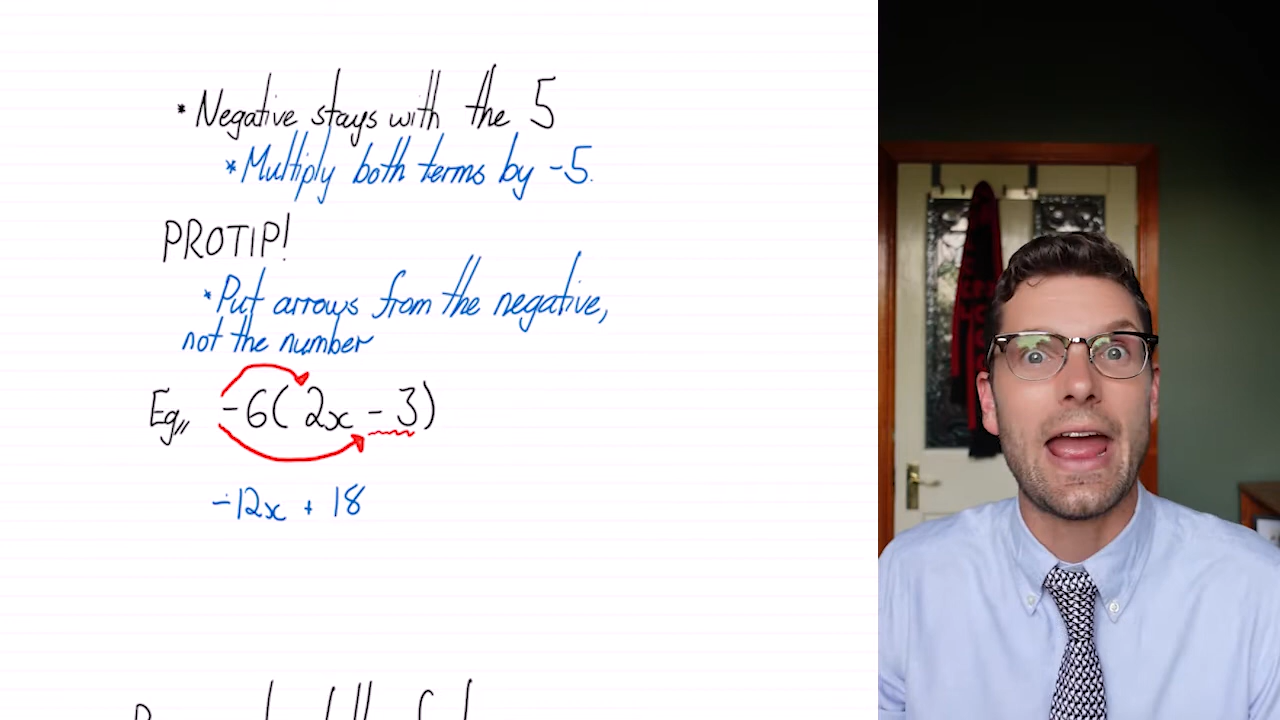 * Negative stays with the 5
* Multiply both terms by -5.
PROTIP!
* Put arrows from the negative,
not the number
Eg,, -6(2x - 3)
-12x + 18